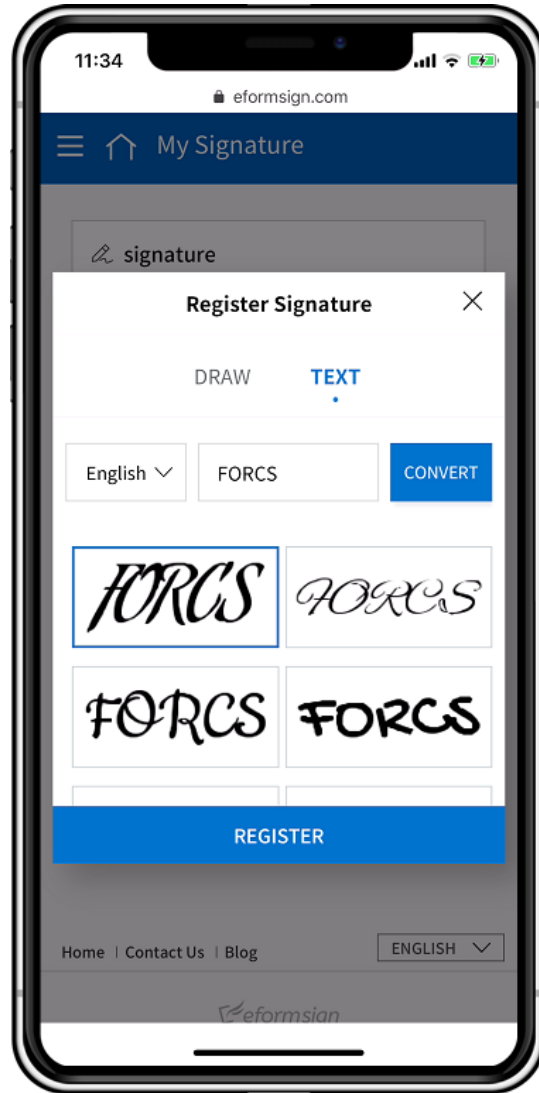 11:34
eformsign.com
My Signature
signature
Register Signature
DRAW TEXT
English FORCS CONVERT
FORCS FORCS
FORCS FORCS
REGISTER
Home | Contact Us | Blog ENGLISH
eformsign